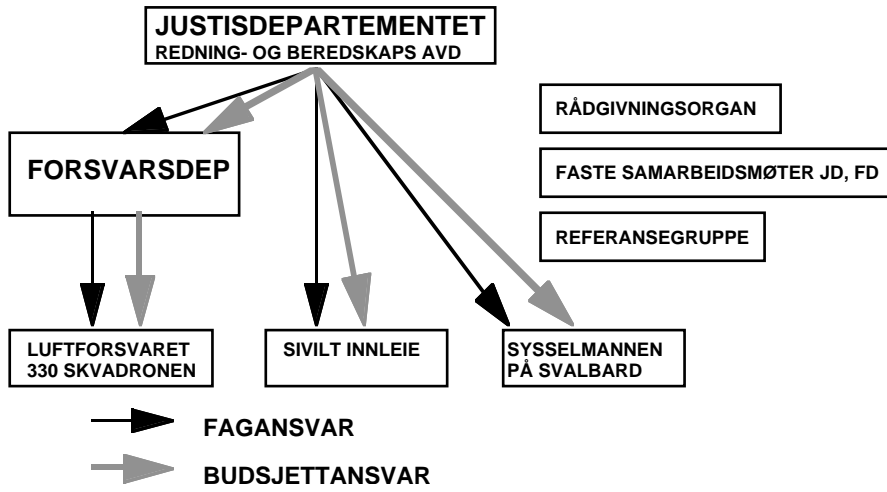 JUSTISDEPARTEMENTET
REDNING- OG BEREDSKAPS AVD
RÅDGIVNINGSORGAN
FORSVARSDEP
FASTE SAMARBEIDSMØTER JD, FD
REFERANSEGRUPPE
LUFTFORSVARET
330 SKVADRONEN
SIVILT INNLEIE
SYSSELMANNEN
PÅ SVALBARD
FAGANSVAR
BUDSJETTANSVAR